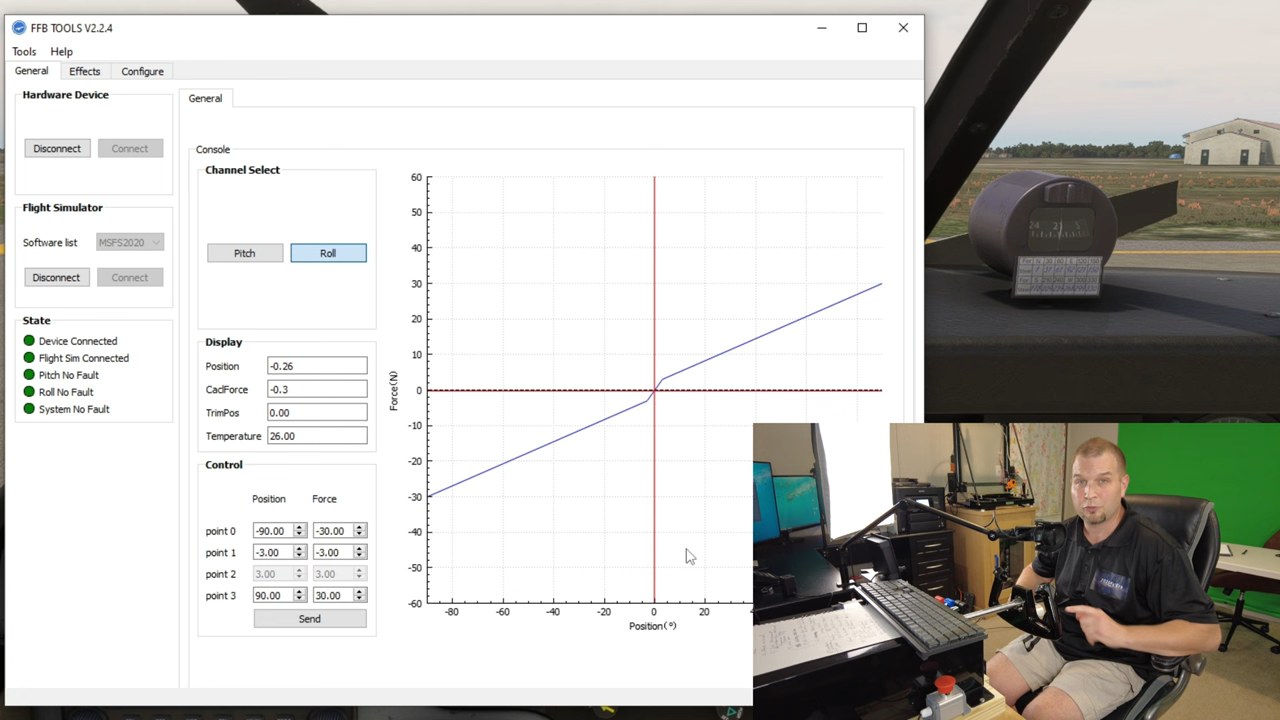 FFB TOOLS V2.2.4
Tools Help
General Effects Configure
Hardware Device
Disconnect Connect
Flight Simulator
Software list MSFS2020
Disconnect Connect
State
Device Connected
Flight Sim Connected
Pitch No Fault
Roll No Fault
System No Fault
General
Console
Channel Select
Pitch Roll
Display
Position -0.26
CaclForce -0.3
TrimPos 0.00
Temperature 26.00
Control
Position Force
point 0 -90.00 -30.00
point 1 -3.00 -3.00
point 2 3.00 3.00
point 3 90.00 30.00
Send
60
50
40
30
20
10
0
-10
-20
-30
-40
-50
-60
Force(N)
-80 -60 -40 -20 0 20
Position(°)
24 5